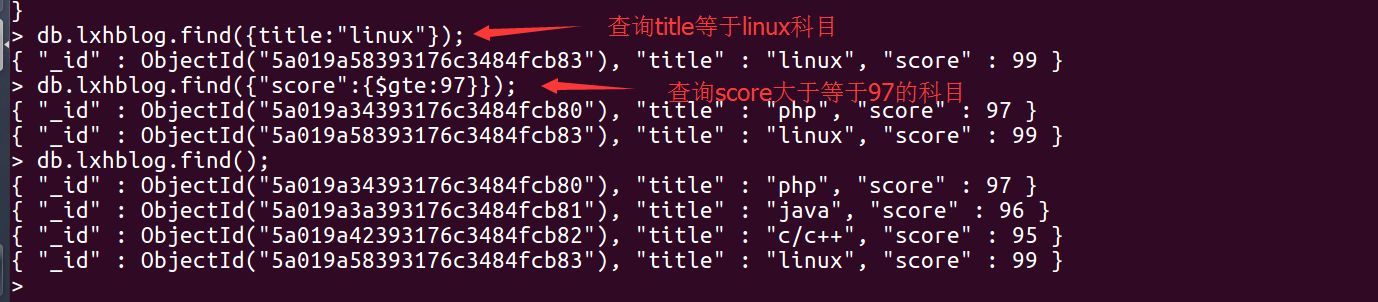 }
> db.lxhblog.find({title:"linux"});
查询title等于linux科目
{ "_id" : ObjectId("5a019a58393176c3484fcb83"), "title" : "linux", "score" : 99 }
> db.lxhblog.find({"score":{$gte:97}});
查询score大于等于97的科目
{ "_id" : ObjectId("5a019a34393176c3484fcb80"), "title" : "php", "score" : 97 }
{ "_id" : ObjectId("5a019a58393176c3484fcb83"), "title" : "linux", "score" : 99 }
> db.lxhblog.find();
{ "_id" : ObjectId("5a019a34393176c3484fcb80"), "title" : "php", "score" : 97 }
{ "_id" : ObjectId("5a019a3a393176c3484fcb81"), "title" : "java", "score" : 96 }
{ "_id" : ObjectId("5a019a42393176c3484fcb82"), "title" : "c/c++", "score" : 95 }
{ "_id" : ObjectId("5a019a58393176c3484fcb83"), "title" : "linux", "score" : 99 }
>